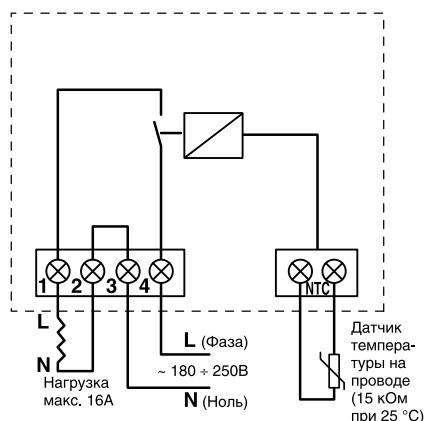 1 2 3 4
NTC
L
N
Нагрузка
макс. 16А
L (Фаза)
~ 180 ÷ 250В
N (Ноль)
Датчик
темпера-
туры на
проводе
(15 кОм
при 25 °C)